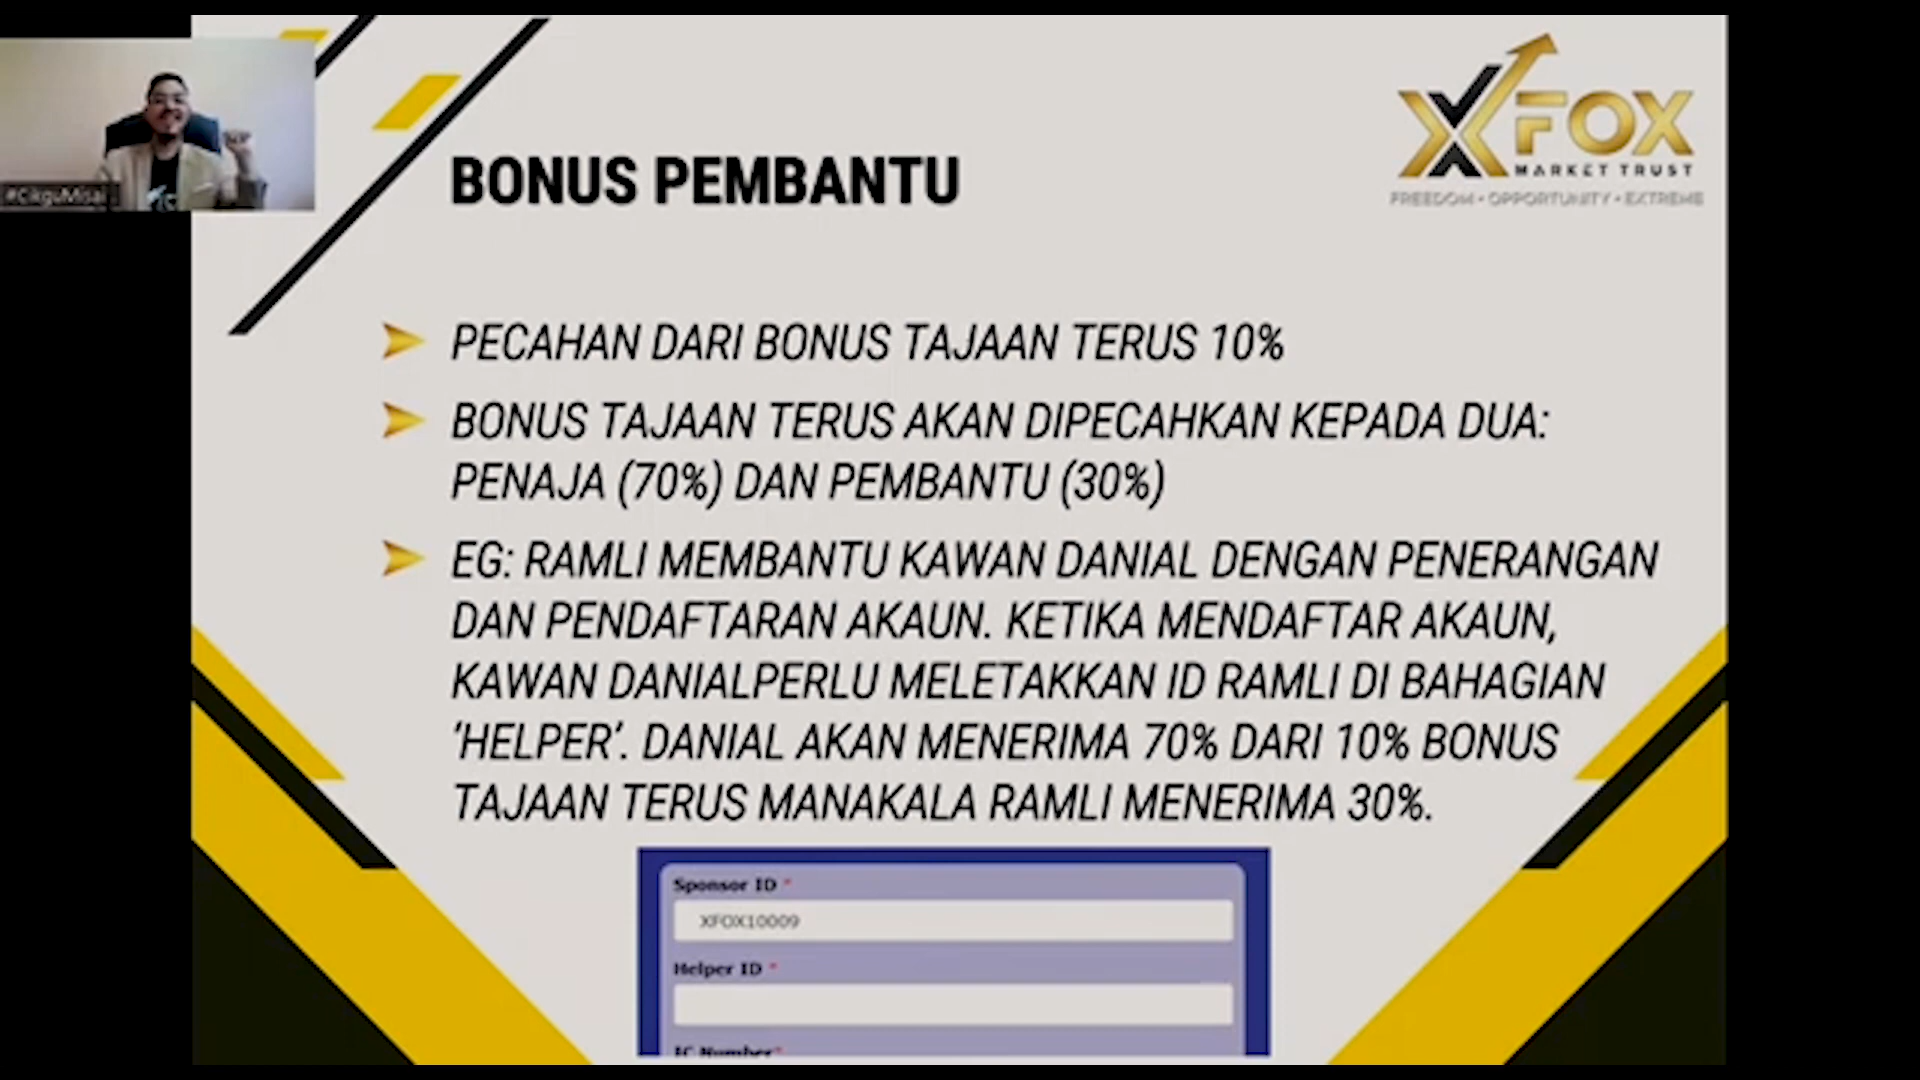 #CikguMisai
XFOX
MARKET TRUST
FREEDOM • OPPORTUNITY • EXTREME
BONUS PEMBANTU
PECAHAN DARI BONUS TAJAAN TERUS 10%
BONUS TAJAAN TERUS AKAN DIPECAHKAN KEPADA DUA:
PENAJA (70%) DAN PEMBANTU (30%)
EG: RAMLI MEMBANTU KAWAN DANIAL DENGAN PENERANGAN
DAN PENDAFTARAN AKAUN. KETIKA MENDAFTAR AKAUN,
KAWAN DANIALPERLU MELETAKKAN ID RAMLI DI BAHAGIAN
‘HELPER’. DANIAL AKAN MENERIMA 70% DARI 10% BONUS
TAJAAN TERUS MANAKALA RAMLI MENERIMA 30%.
Sponsor ID *
XFOX10009
Helper ID *
IC Number*